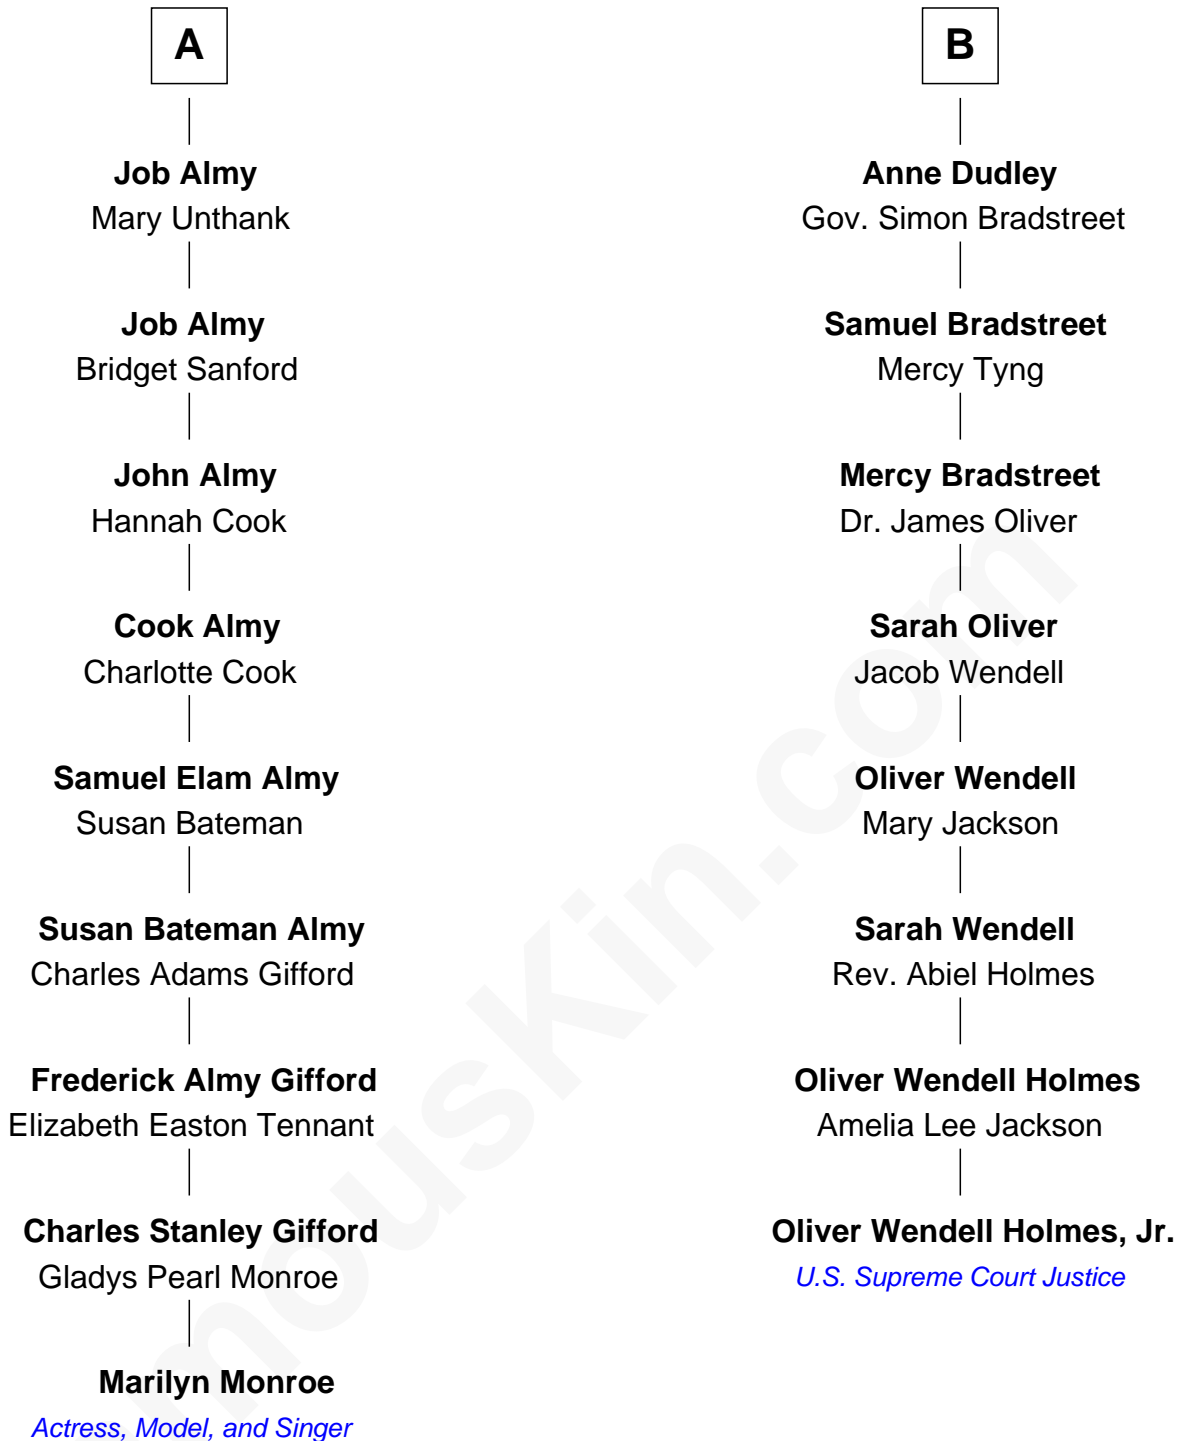 A
Job Almy
Mary Unthank
Job Almy
Bridget Sanford
John Almy
Hannah Cook
Cook Almy
Charlotte Cook
Samuel Elam Almy
Susan Bateman
Susan Bateman Almy
Charles Adams Gifford
Frederick Almy Gifford
Elizabeth Easton Tennant
Charles Stanley Gifford
Gladys Pearl Monroe
Marilyn Monroe
Actress, Model, and Singer
B
Anne Dudley
Gov. Simon Bradstreet
Samuel Bradstreet
Mercy Tyng
Mercy Bradstreet
Dr. James Oliver
Sarah Oliver
Jacob Wendell
Oliver Wendell
Mary Jackson
Sarah Wendell
Rev. Abiel Holmes
Oliver Wendell Holmes
Amelia Lee Jackson
Oliver Wendell Holmes, Jr.
U.S. Supreme Court Justice
mousKin.com